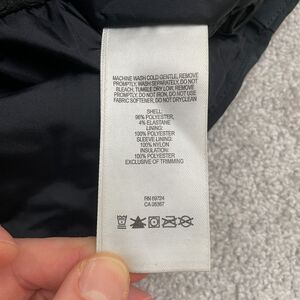 MACHINE WASH COLD GENTLE, REMOVE
PROMPTLY, WASH SEPARATELY, DO NOT
BLEACH, TUMBLE DRY LOW, REMOVE
PROMPTLY, DO NOT IRON, DO NOT USE
FABRIC SOFTENER, DO NOT DRYCLEAN
SHELL:
96% POLYESTER,
4% ELASTANE
LINING:
100% POLYESTER
SLEEVE LINING:
100% NYLON
INSULATION:
100% POLYESTER
EXCLUSIVE OF TRIMMING
RN 69724
CA 05367